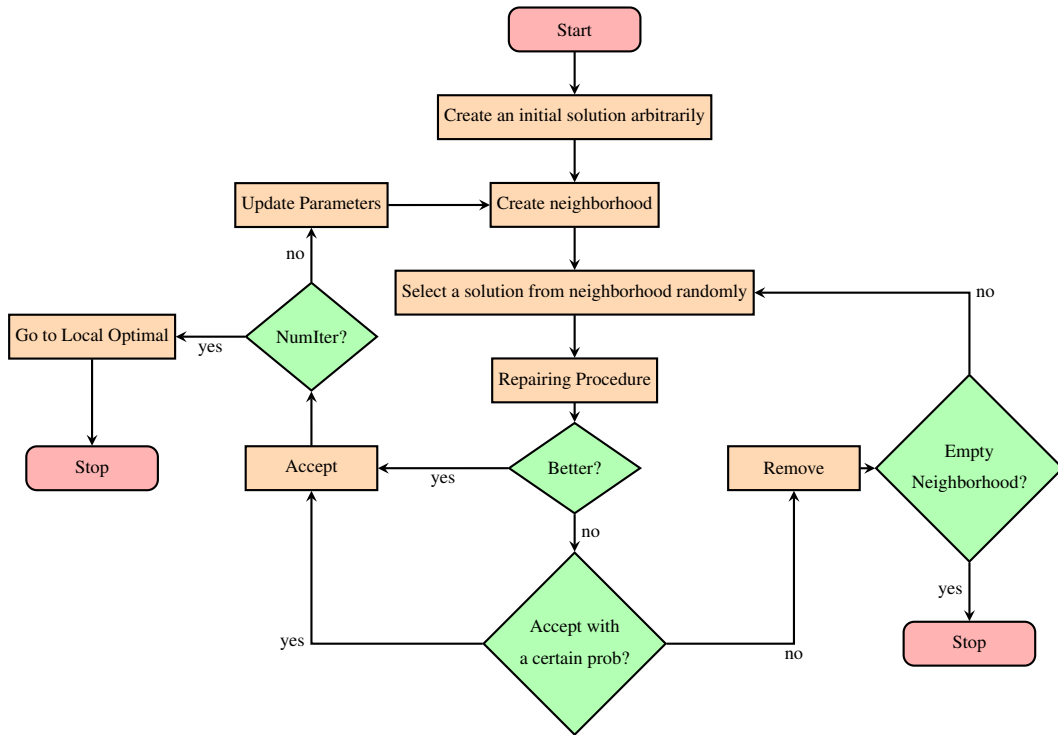 Start
Create an initial solution arbitrarily
Update Parameters
Create neighborhood
no
Select a solution from neighborhood randomly
no
Go to Local Optimal
yes
NumIter?
Repairing Procedure
Stop
Accept
yes
Better?
Remove
Empty
Neighborhood?
no
yes
Accept with
a certain prob?
yes
no
Stop